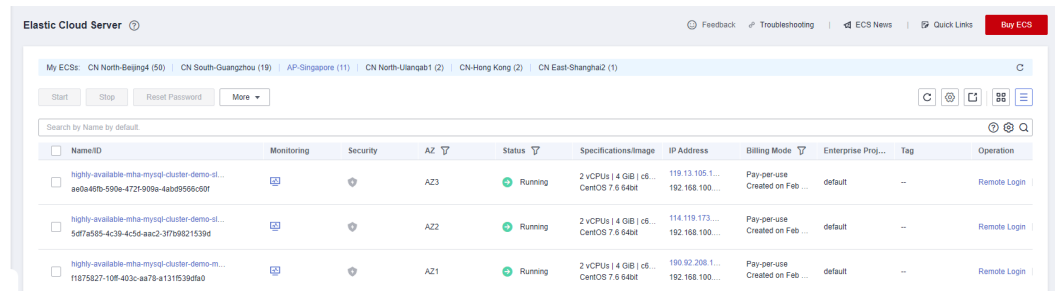 Elastic Cloud Server
Feedback Troubleshooting | ECS News | Quick Links Buy ECS
My ECSs: CN North-Beijing4 (50) | CN South-Guangzhou (19) | AP-Singapore (11) | CN North-Ulanqab1 (2) | CN-Hong Kong (2) | CN East-Shanghai2 (1)
Start Stop Reset Password More
Search by Name by default.
Name/ID Monitoring Security AZ Status Specifications/Image IP Address Billing Mode Enterprise Proj... Tag Operation
highly-available-mha-mysql-cluster-demo-sl... AZ3 Running 2 vCPUs | 4 GiB | c6... 119.13.105.1... Pay-per-use default -- Remote Login
ae0a46fb-590e-472f-909a-4abd9566c60f CentOS 7.6 64bit 192.168.100.... Created on Feb ...
highly-available-mha-mysql-cluster-demo-sl... AZ2 Running 2 vCPUs | 4 GiB | c6... 114.119.173.... Pay-per-use default -- Remote Login
5df7a585-4c39-4c5d-aac2-3f7b9821539d CentOS 7.6 64bit 192.168.100.... Created on Feb ...
highly-available-mha-mysql-cluster-demo-m... AZ1 Running 2 vCPUs | 4 GiB | c6... 190.92.208.1... Pay-per-use default -- Remote Login
f1875827-10ff-403c-aa78-a131f539dfa0 CentOS 7.6 64bit 192.168.100.... Created on Feb ...